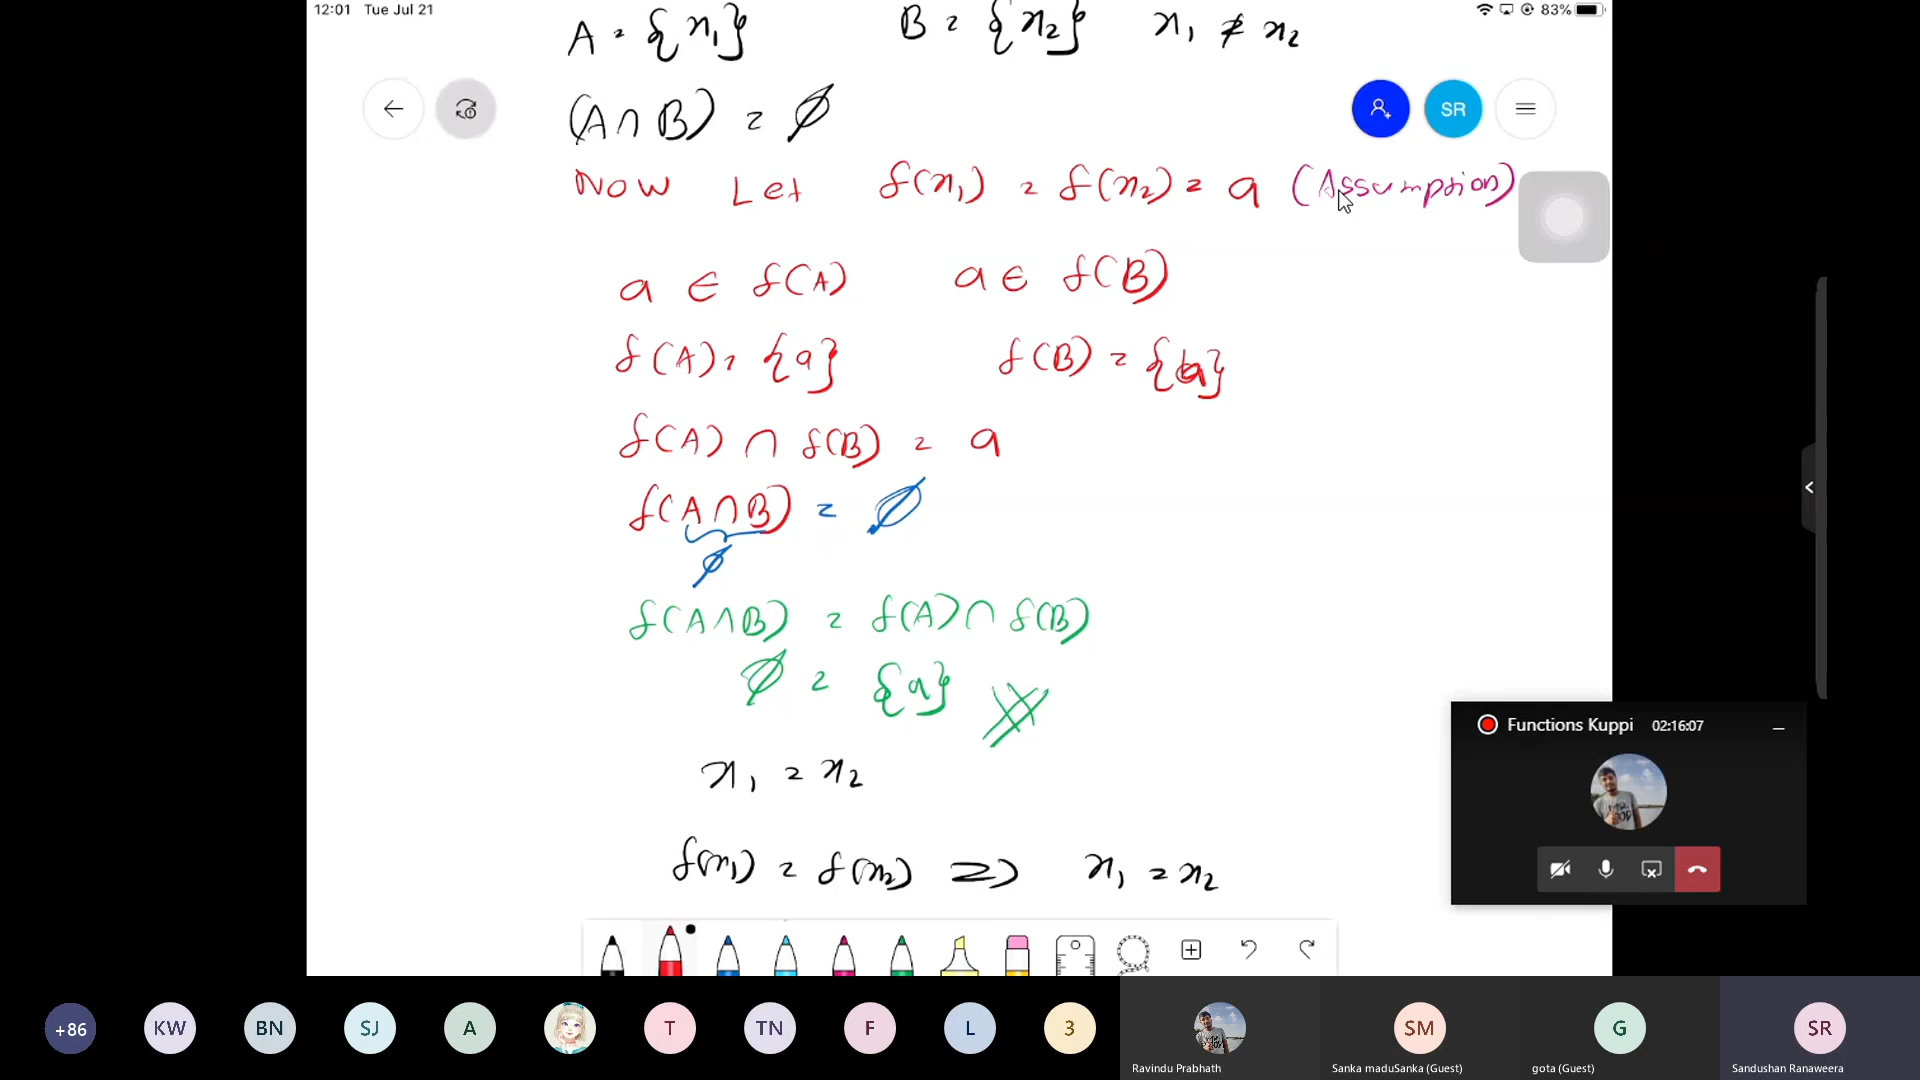 12:01 Tue Jul 21
83%
A = {x₁} B = {x₂} x₁ ≠ x₂
(A∩B) = ∅
SR
Now Let f(x₁) = f(x₂) = a (Assumption)
a ∈ f(A) a ∈ f(B)
f(A) = {a} f(B) = {a}
f(A) ∩ f(B) = a
f(A∩B) = ∅
∅
f(A∩B) = f(A) ∩ f(B)
∅ = {a}
x₁ = x₂
f(x₁) = f(x₂) => x₁ = x₂
Functions Kuppi 02:16:07
+86 KW BN SJ A T TN F L 3 SM G SR
Ravindu Prabhath Sanka maduSanka (Guest) gota (Guest) Sandushan Ranaweera